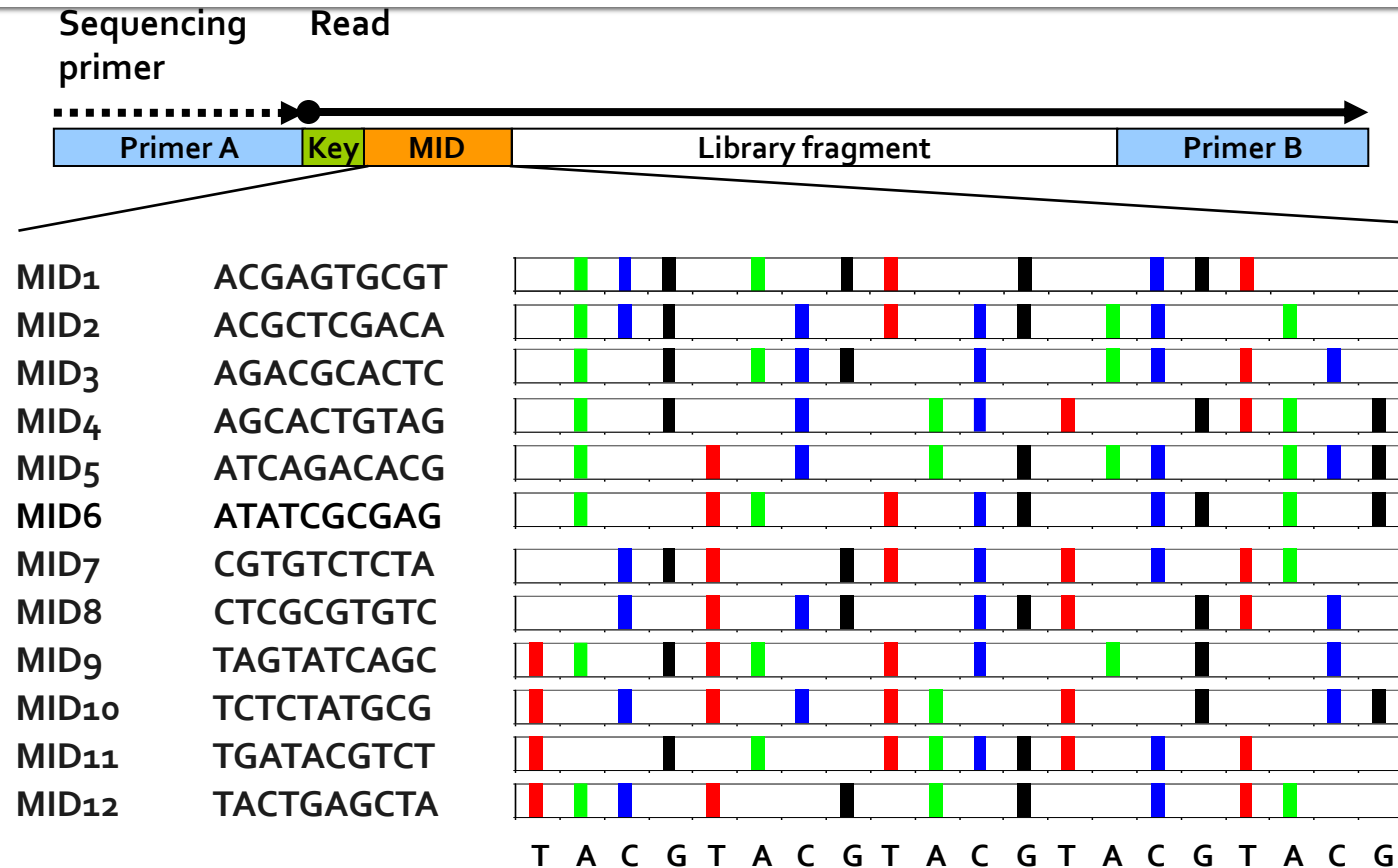 Sequencing Read
primer
Primer A Key MID Library fragment Primer B
MID1 ACGAGTGCGT
MID2 ACGCTCGACA
MID3 AGACGCACTC
MID4 AGCACTGTAG
MID5 ATCAGACACG
MID6 ATATCGCGAG
MID7 CGTGTCTCTA
MID8 CTCGCGTGTC
MID9 TAGTATCAGC
MID10 TCTCTATGCG
MID11 TGATACGTCT
MID12 TACTGAGCTA
T A C G T A C G T A C G T A C G T A C G